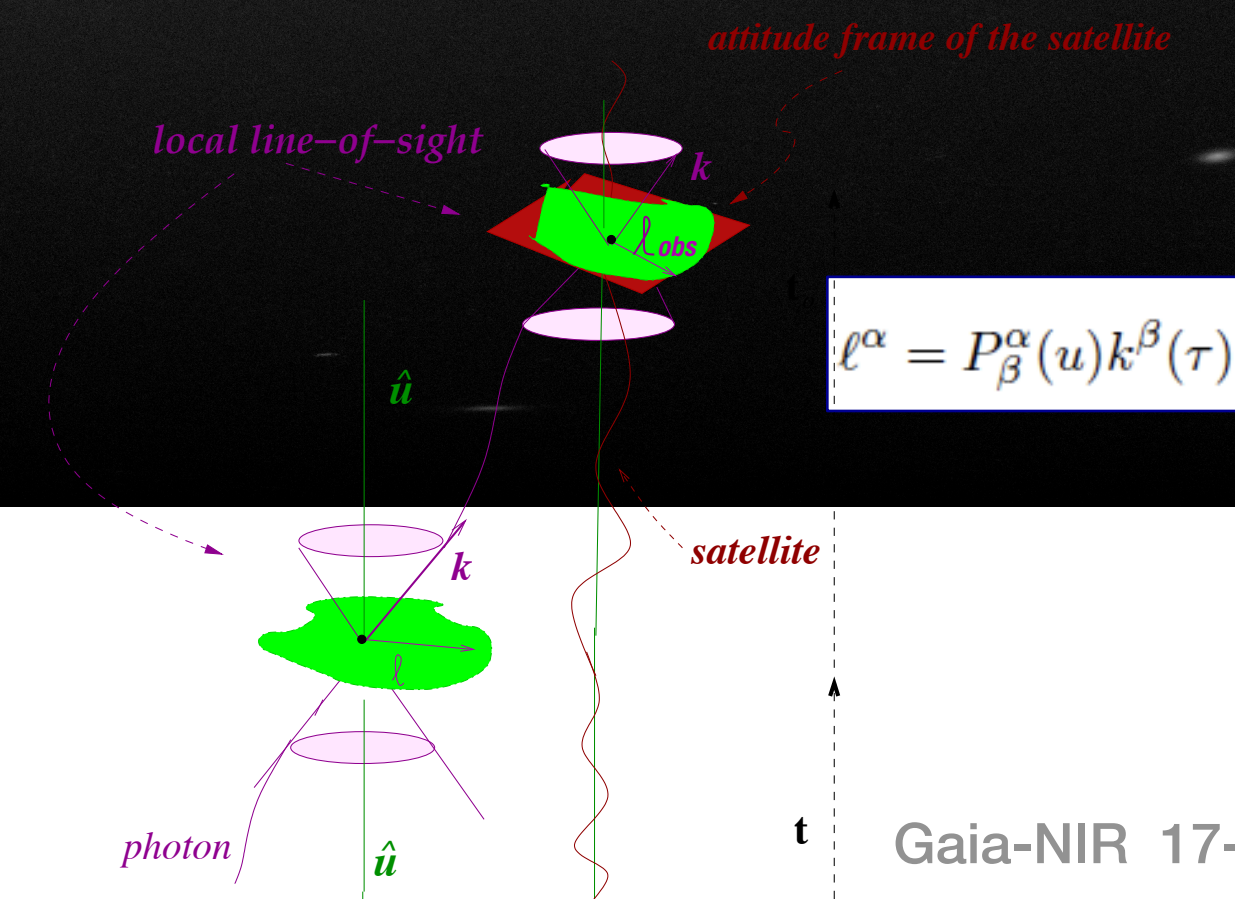 attitude frame of the satellite
local line−of−sight
k
ℓobs
t
ℓ^α = P^α_β(u)k^β(τ)
û
satellite
k
ℓ
photon
û
t
Gaia-NIR 17-